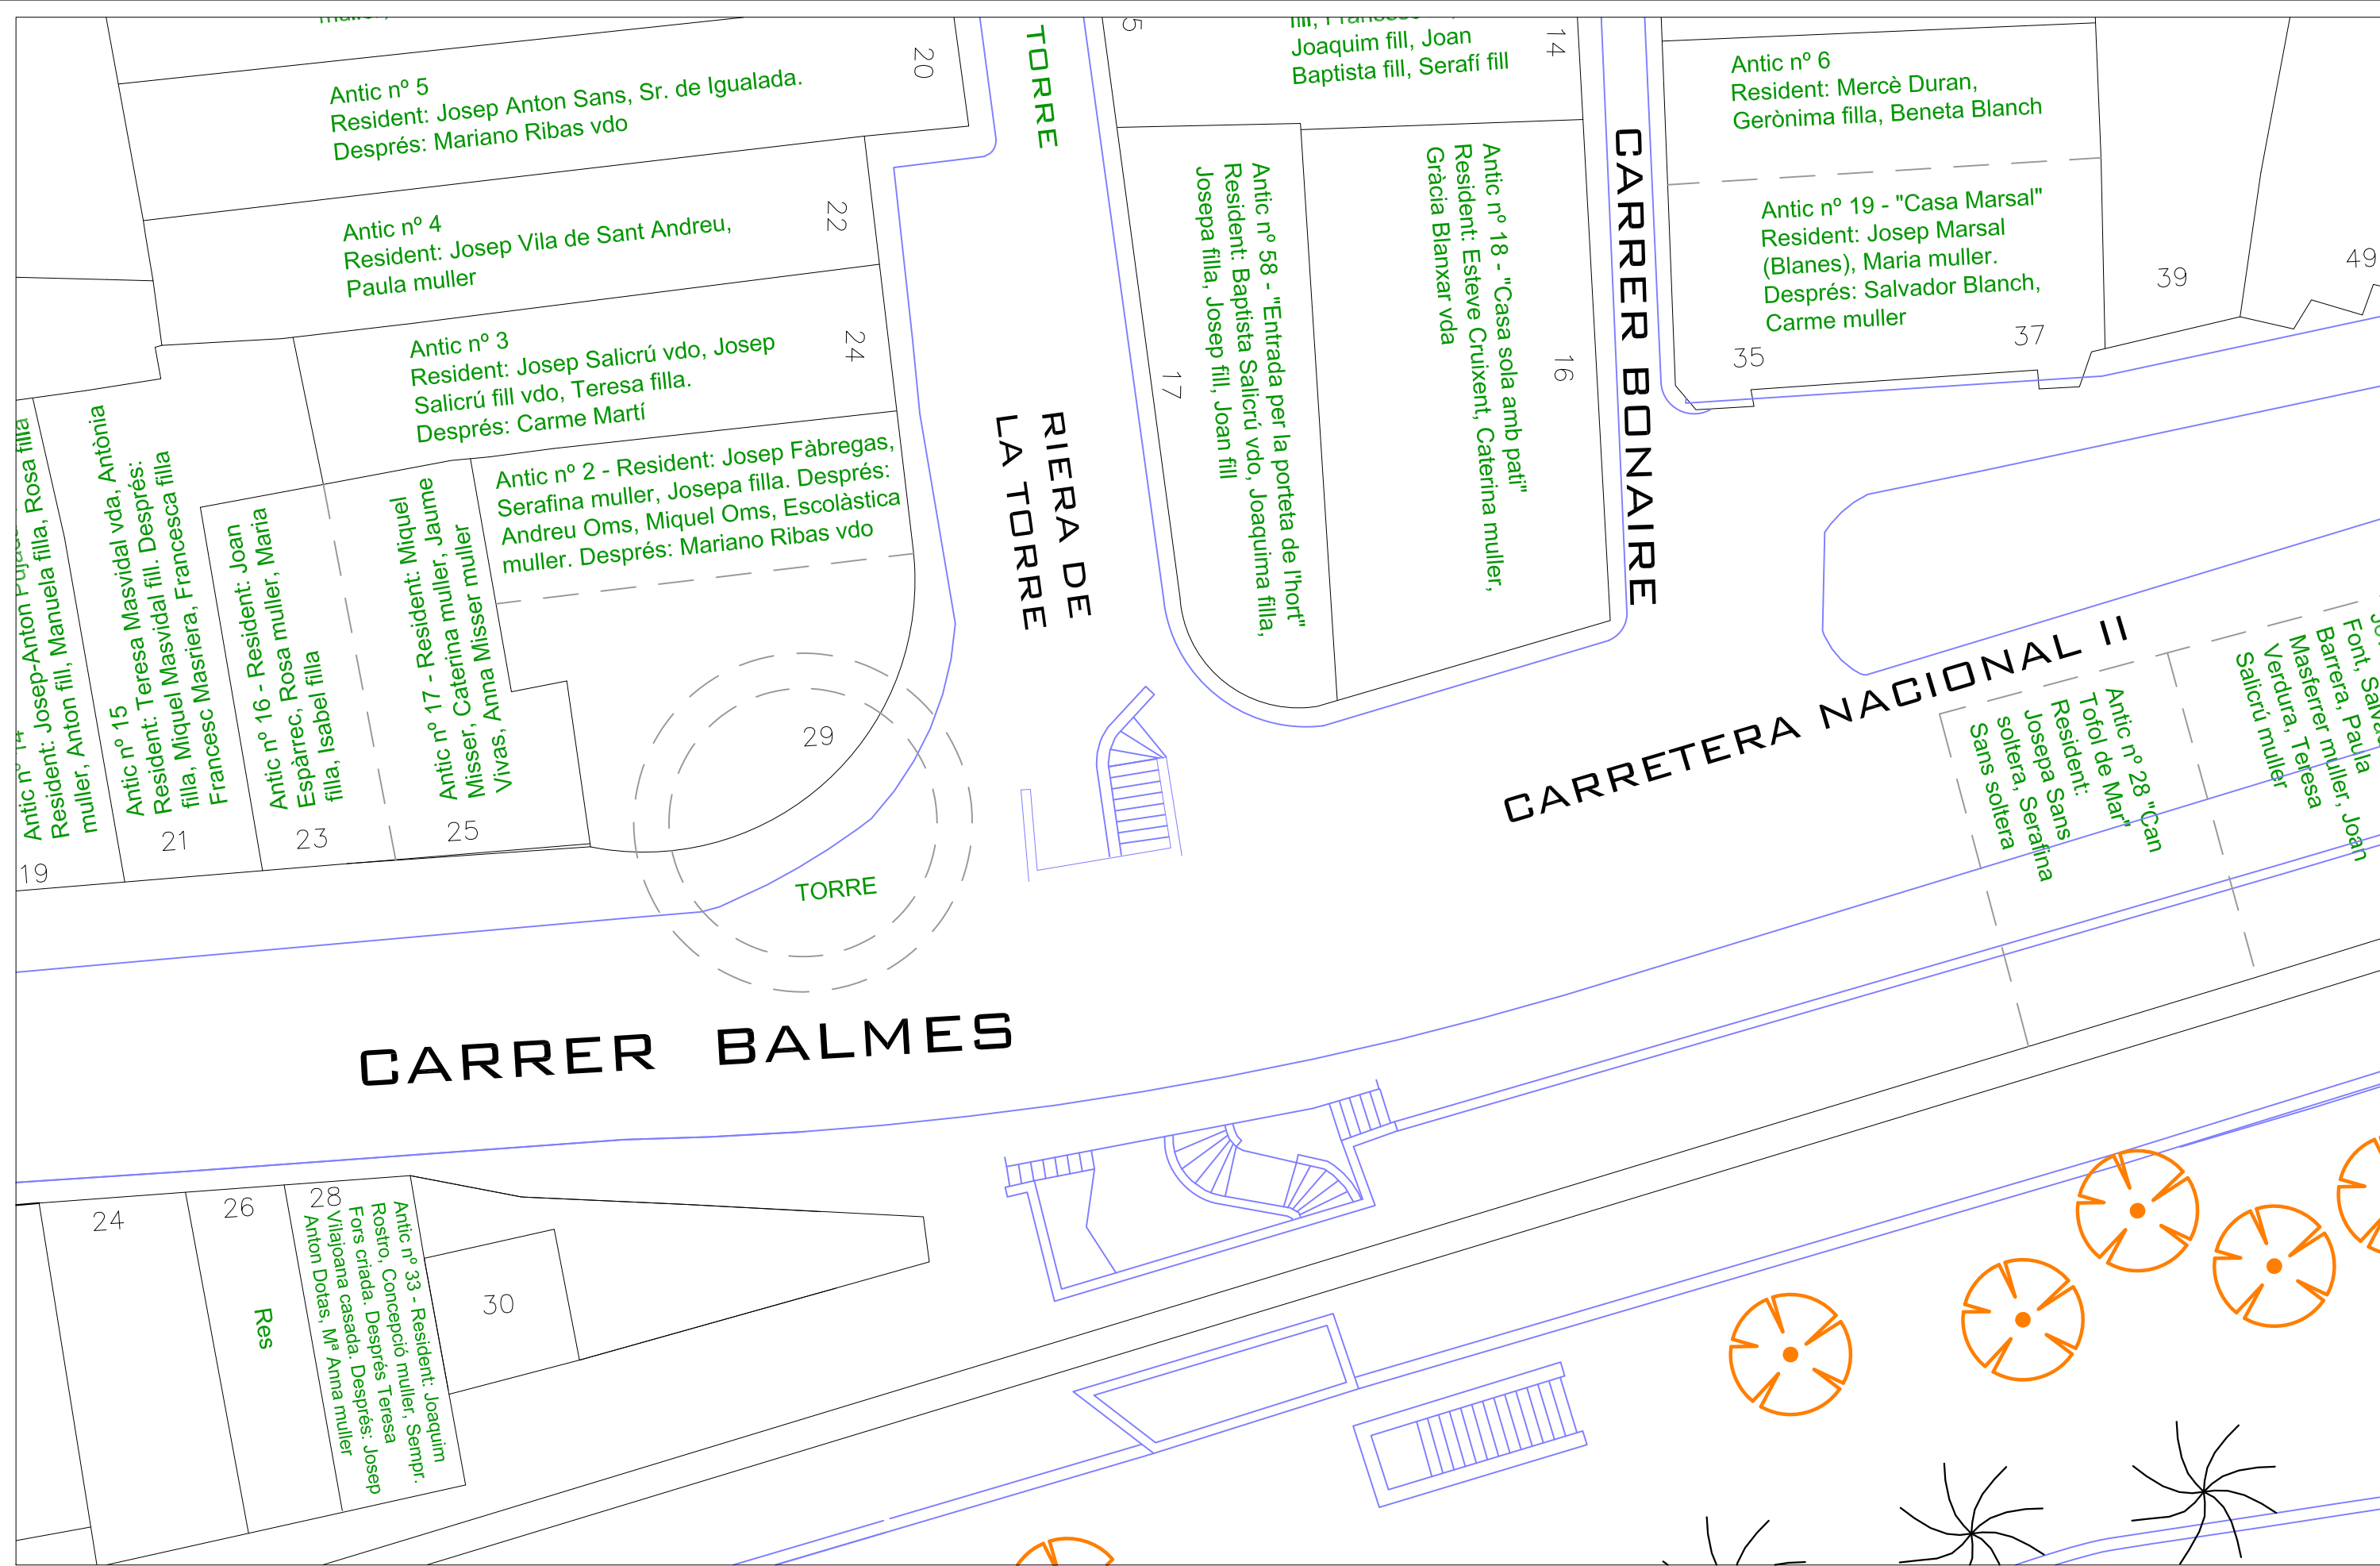 Antic nº 5
Resident: Josep Anton Sans, Sr. de Igualada.
Després: Mariano Ribas vdo
20
TORRE
5
Joaquim fill, Joan
Baptista fill, Serafí fill
14
Antic nº 6
Resident: Mercè Duran,
Gerònima filla, Beneta Blanch
Antic nº 4
Resident: Josep Vila de Sant Andreu,
Paula muller
22
Antic nº 58 - "Entrada per la porteta de l'hort"
Resident: Baptista Salicrú vdo, Joaquima filla,
Josepa filla, Josep fill, Joan fill
17
Antic nº 18 - "Casa sola amb pati"
Resident: Esteve Cruixent, Caterina muller,
Gràcia Blanxar vda
16
CARRER BONAIRE
Antic nº 19 - "Casa Marsal"
Resident: Josep Marsal
(Blanes), Maria muller.
Després: Salvador Blanch,
Carme muller
35
37
39
49
Antic nº 3
Resident: Josep Salicrú vdo, Josep
Salicrú fill vdo, Teresa filla.
Després: Carme Martí
24
RIERA DE
LA TORRE
Antic nº 2 - Resident: Josep Fàbregas,
Serafina muller, Josepa filla. Després:
Andreu Oms, Miquel Oms, Escolàstica
muller. Després: Mariano Ribas vdo
Antic nº 14
Resident: Josep-Anton
muller, Anton fill, Manuela filla, Rosa filla
19
Antic nº 15
Resident: Teresa Masvidal vda, Antònia
filla, Miquel Masvidal fill. Després:
Francesc Masriera, Francesca filla
21
Antic nº 16 - Resident: Joan
Espàrrec, Rosa muller, Maria
filla, Isabel filla
23
Antic nº 17 - Resident: Miquel
Misser, Caterina muller, Jaume
Vivas, Anna Misser muller
25
29
TORRE
CARRETERA NACIONAL II
Antic nº 28 "Can
Tofol de Mar"
Resident:
Josepa Sans
soltera, Serafina
Sans soltera
Font,
Barrera, Paula
Masferrer muller, Joan
Verdura, Teresa
Salicrú muller
CARRER BALMES
24
26
Res
28
Antic nº 33 - Resident: Joaquim
Rostro, Concepció muller, Sempr.
Fors criada. Després Teresa
Vilajoana casada. Després: Josep
Anton Dotas, Mª Anna muller
30